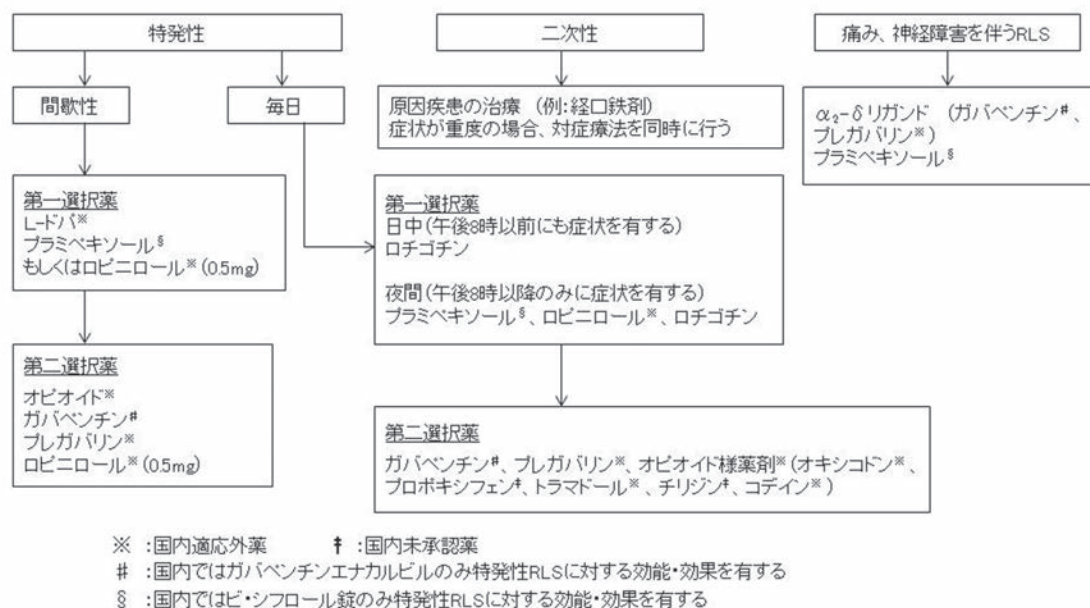 特発性
二次性
痛み、神経障害を伴うRLS
間歇性
毎日
原因疾患の治療 (例:経口鉄剤)
症状が重度の場合、対症療法を同時に行う
α₂-δリガンド (ガバペンチン#、
プレガバリン※)
プラミペキソール§
第一選択薬
L-ドパ※
プラミペキソール§
もしくはロピニロール※(0.5mg)
第一選択薬
日中(午後8時以前にも症状を有する)
ロチゴチン
夜間(午後8時以降のみに症状を有する)
プラミペキソール§、ロピニロール※、ロチゴチン
第二選択薬
オピオイド※
ガバペンチン#
プレガバリン※
ロピニロール※(0.5mg)
第二選択薬
ガバペンチン#、プレガバリン※、オピオイド様薬剤※(オキシコドン※、
プロポキシフェン‡、トラマドール※、チリジン‡、コデイン※)
※ :国内適応外薬 ‡ :国内未承認薬
# :国内ではガバペンチンエナカルビルのみ特発性RLSに対する効能・効果を有する
§ :国内ではビ・シフロール錠のみ特発性RLSに対する効能・効果を有する